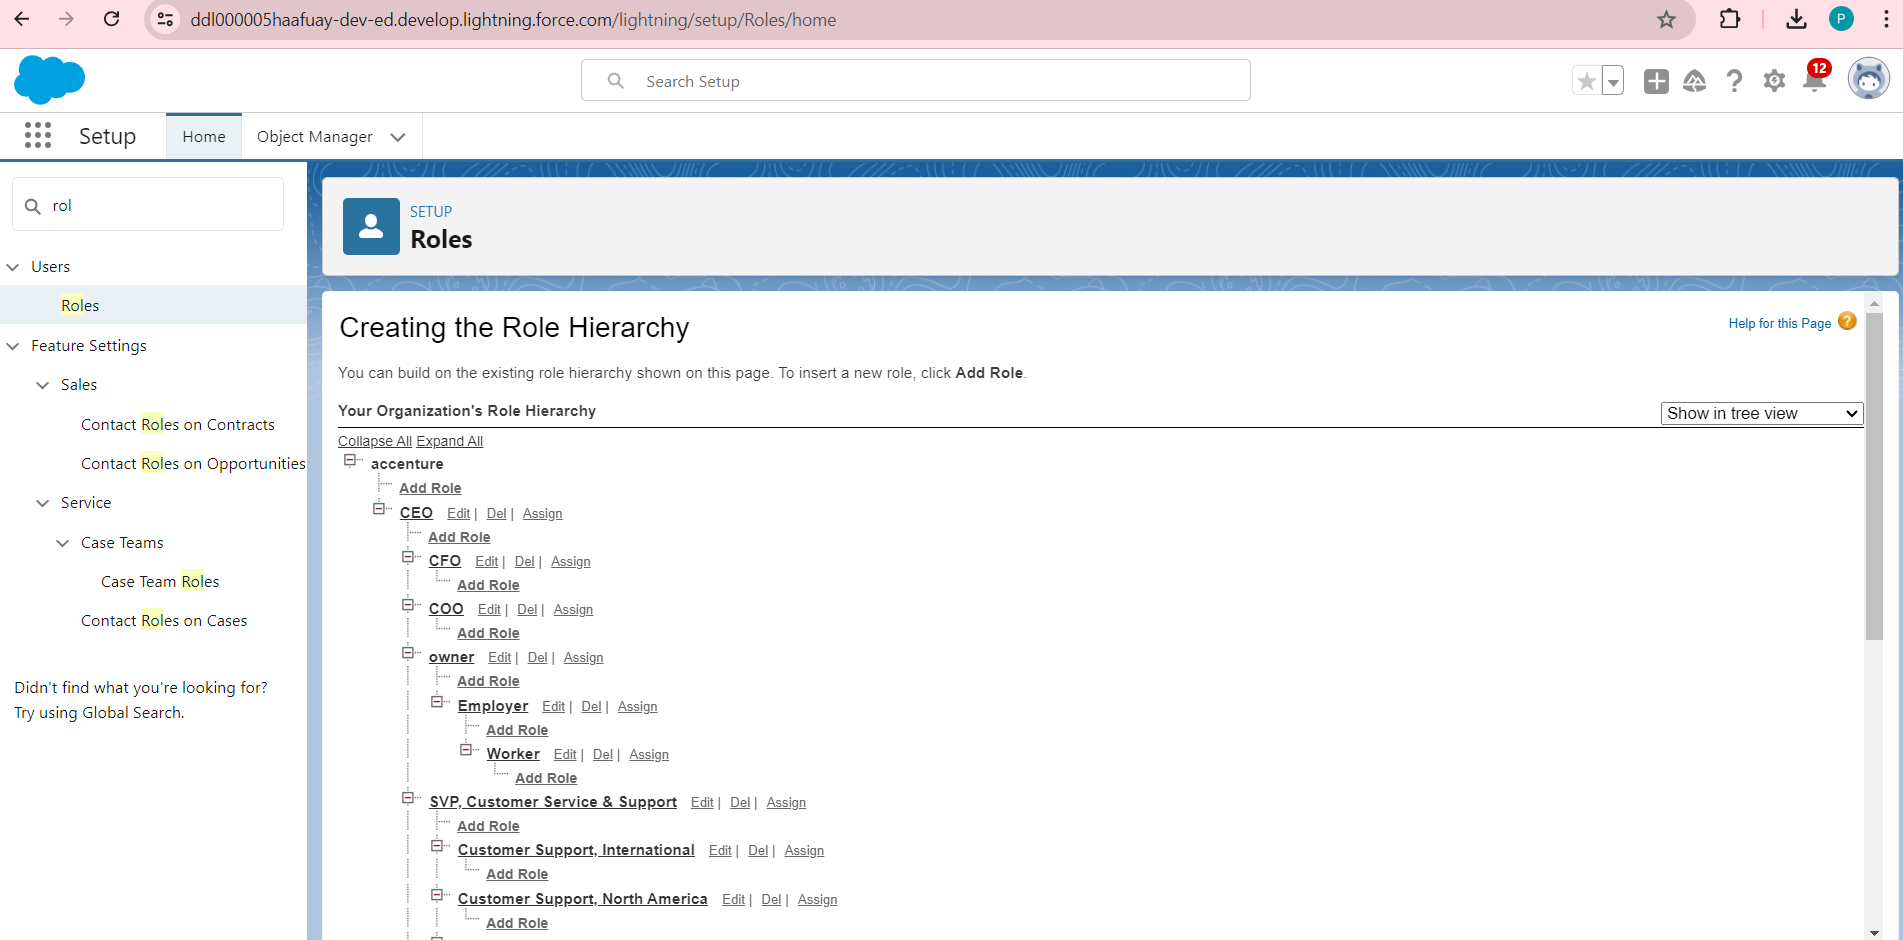 ddl000005haafuay-dev-ed.develop.lightning.force.com/lightning/setup/Roles/home
P
Search Setup
12
Setup Home Object Manager
rol
Users
Roles
Feature Settings
Sales
Contact Roles on Contracts
Contact Roles on Opportunities
Service
Case Teams
Case Team Roles
Contact Roles on Cases
Didn't find what you're looking for?
Try using Global Search.
SETUP
Roles
Creating the Role Hierarchy
Help for this Page ?
You can build on the existing role hierarchy shown on this page. To insert a new role, click Add Role.
Your Organization's Role Hierarchy
Show in tree view
Collapse All Expand All
accenture
Add Role
CEO Edit | Del | Assign
Add Role
CFO Edit | Del | Assign
Add Role
COO Edit | Del | Assign
Add Role
owner Edit | Del | Assign
Add Role
Employer Edit | Del | Assign
Add Role
Worker Edit | Del | Assign
Add Role
SVP, Customer Service & Support Edit | Del | Assign
Add Role
Customer Support, International Edit | Del | Assign
Add Role
Customer Support, North America Edit | Del | Assign
Add Role